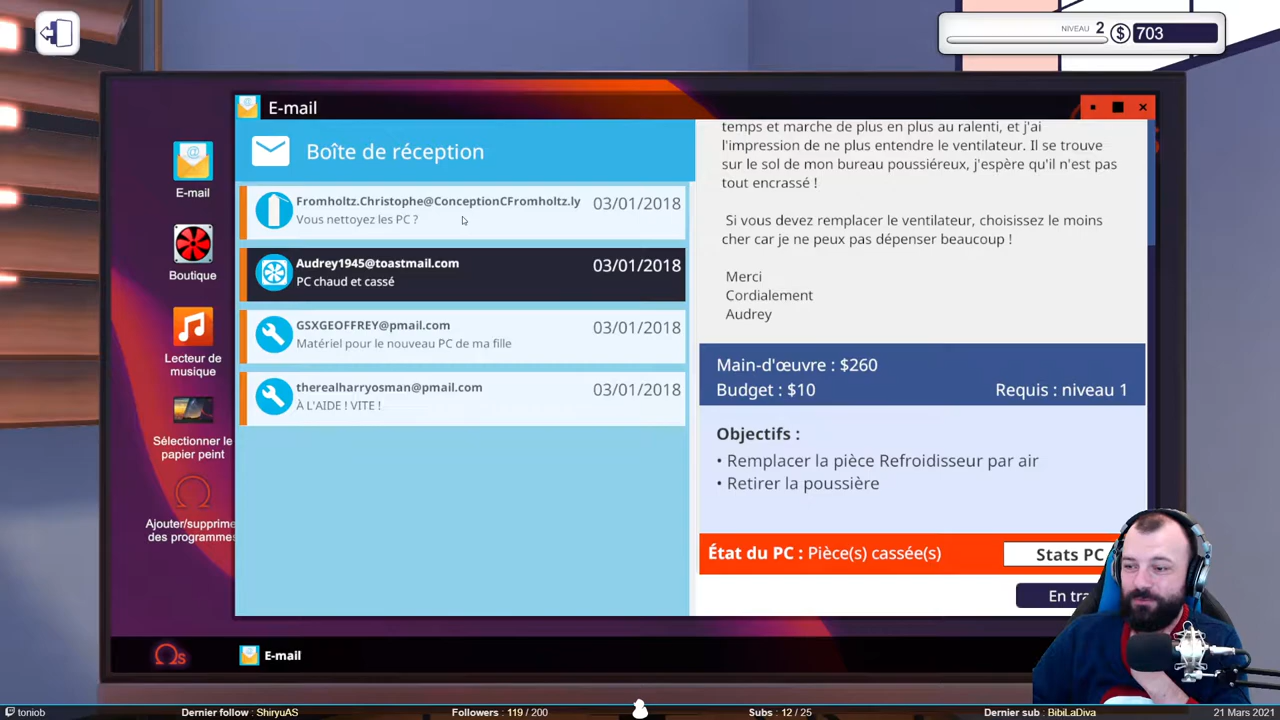 NIVEAU 2 $ 703
E-mail
E-mail
Boutique
Lecteur de
musique
Sélectionner le
papier peint
Ajouter/supprime
des programmes
Boîte de réception
Fromholtz.Christophe@ConceptionCFromholtz.ly 03/01/2018
Vous nettoyez les PC ?
Audrey1945@toastmail.com 03/01/2018
PC chaud et cassé
GSXGEOFFREY@pmail.com 03/01/2018
Matériel pour le nouveau PC de ma fille
therealharryosman@pmail.com 03/01/2018
À L'AIDE ! VITE !
temps et marche de plus en plus au ralenti, et j'ai
l'impression de ne plus entendre le ventilateur. Il se trouve
sur le sol de mon bureau poussiéreux, j'espère qu'il n'est pas
tout encrassé !
Si vous devez remplacer le ventilateur, choisissez le moins
cher car je ne peux pas dépenser beaucoup !
Merci
Cordialement
Audrey
Main-d'œuvre : $260
Budget : $10 Requis : niveau 1
Objectifs :
• Remplacer la pièce Refroidisseur par air
• Retirer la poussière
État du PC : Pièce(s) cassée(s) Stats PC
En tra
Ωs E-mail
toniob Dernier follow : ShiryuAS Followers : 119 / 200 Subs : 12 / 25 Dernier sub : BibiLaDiva 21 Mars 2021